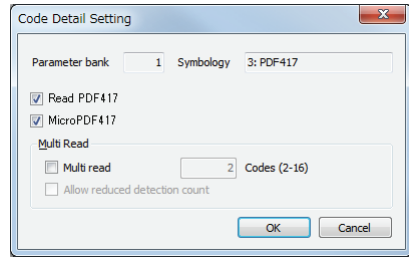 Code Detail Setting
Parameter bank 1 Symbology 3: PDF417
Read PDF417
MicroPDF417
Multi Read
Multi read 2 Codes (2-16)
Allow reduced detection count
OK Cancel